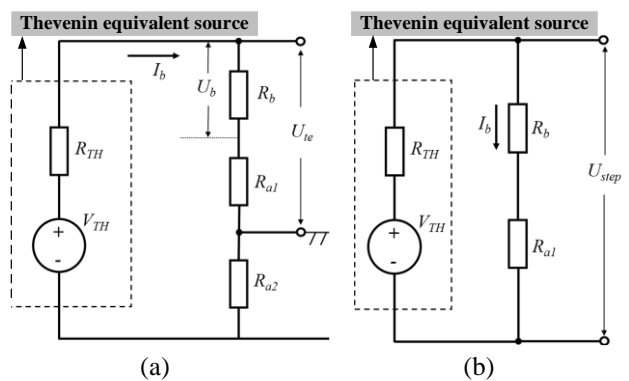 Thevenin equivalent source
I_b
U_b
R_b
U_te
R_TH
R_a1
V_TH
+
-
R_a2
(a)
Thevenin equivalent source
I_b
R_b
R_TH
U_step
V_TH
+
-
R_a1
(b)